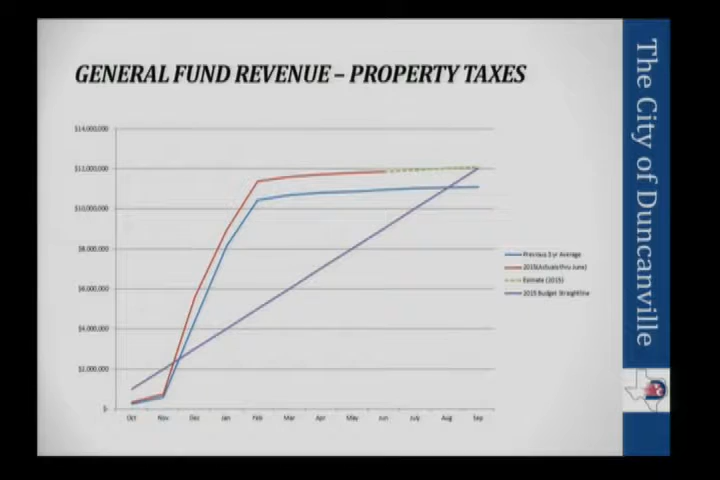 GENERAL FUND REVENUE – PROPERTY TAXES
$14,000,000
$12,000,000
$10,000,000
$8,000,000
$6,000,000
$4,000,000
$2,000,000
$-
Oct Nov Dec Jan Feb Mar Apr May Jun July Aug Sep
Previous 3 yr Average
2015(Actuals thru June)
Esimate (2015)
2015 Budget Straightline
The City of Duncanville